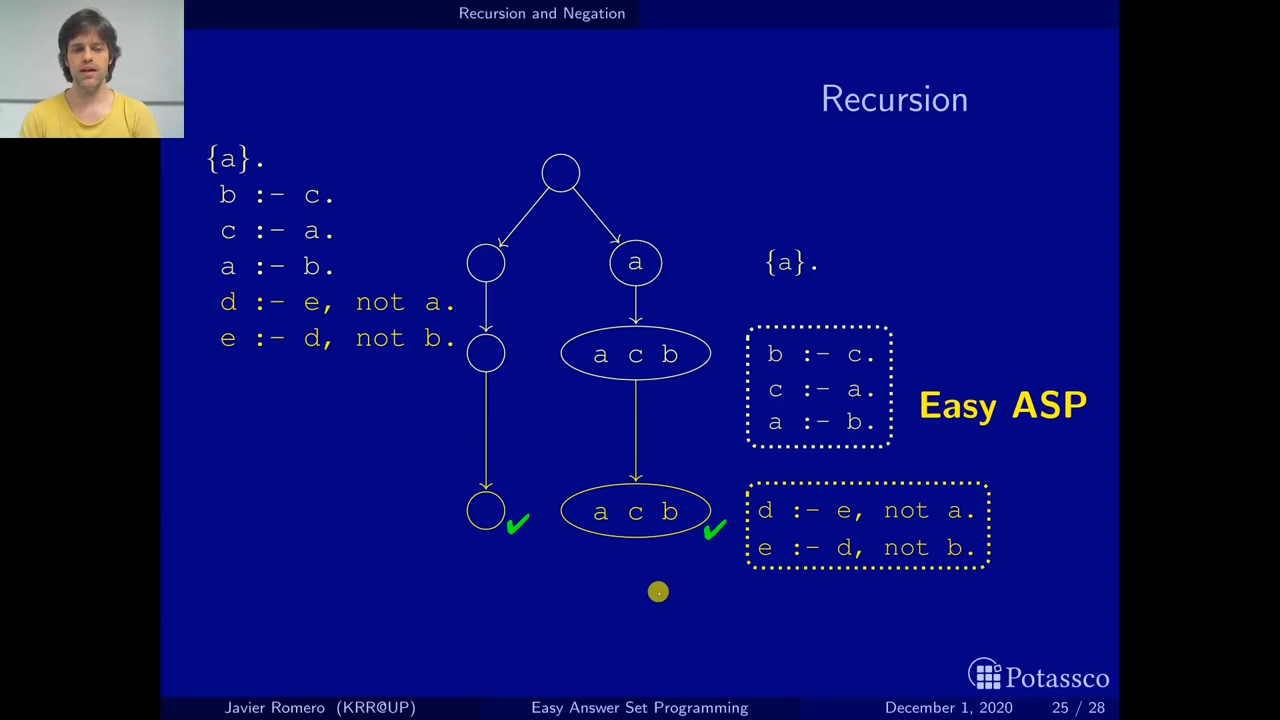 Recursion and Negation
Recursion
{a}.
b :- c.
c :- a.
a :- b.
d :- e, not a.
e :- d, not b.
a
{a}.
a c b
b :- c.
c :- a.
a :- b.
Easy ASP
a c b
d :- e, not a.
e :- d, not b.
Potassco
Javier Romero (KRR@UP)
Easy Answer Set Programming
December 1, 2020
25 / 28